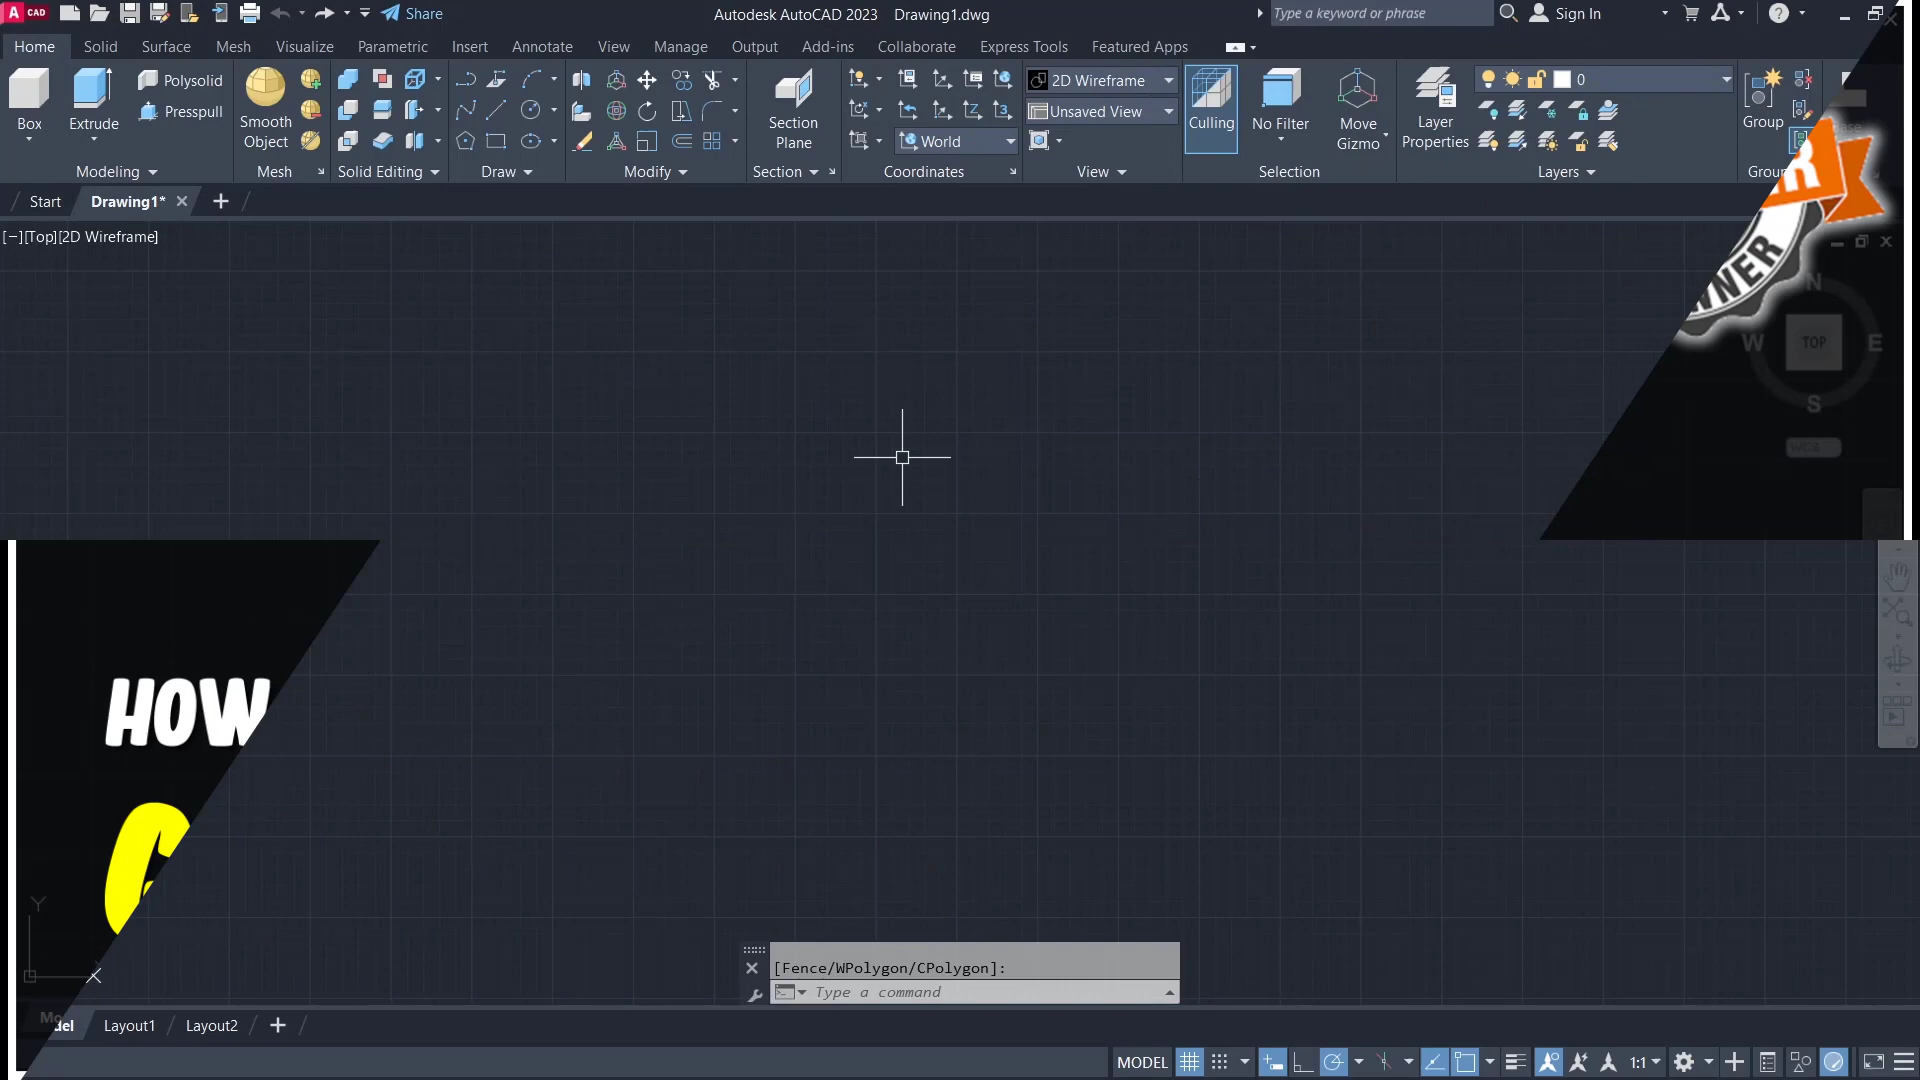 A CAD
Share
Autodesk AutoCAD 2023 Drawing1.dwg
Type a keyword or phrase
Sign In
Home Solid Surface Mesh Visualize Parametric Insert Annotate View Manage Output Add-ins Collaborate Express Tools Featured Apps
Box
Extrude
Polysolid
Presspull
Smooth
Object
Section
Plane
World
2D Wireframe
Unsaved View
Culling
No Filter
Move
Gizmo
Layer
Properties
0
Group
Modeling Mesh Solid Editing Draw Modify Section Coordinates View Selection Layers
Start Drawing1*
[−][Top][2D Wireframe]
N
W TOP E
S
WCS
HOW
Y
[Fence/WPolygon/CPolygon]:
Type a command
Model Layout1 Layout2
MODEL 1:1